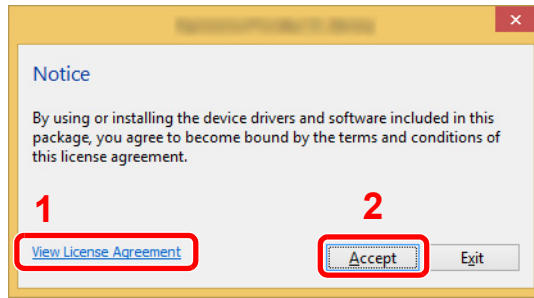 Notice
By using or installing the device drivers and software included in this
package, you agree to become bound by the terms and conditions of
this license agreement.
1
2
View License Agreement
Accept
Exit